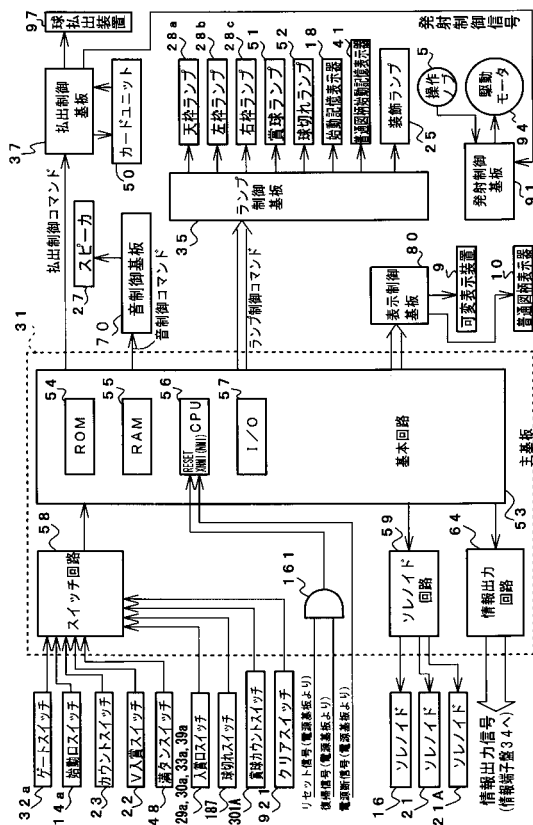 97
球払出装置
払出制御基板
37
カードユニット
50
払出制御コマンド
スピーカ
27
音制御基板
70
音制御コマンド
28a
天枠ランプ
28b
左枠ランプ
28c
右枠ランプ
51
賞球ランプ
52
球切れランプ
18
始動記憶表示器
41
普通図柄始動記憶表示器
装飾ランプ
25
ランプ制御基板
35
ランプ制御コマンド
発射制御信号
5
操作ノブ
駆動モータ
94
発射制御基板
91
80
表示制御基板
9
可変表示装置
10
普通図柄表示器
31
54
ROM
55
RAM
56
RESET
XNMI(NMI)
CPU
57
I/O
基本回路
53
主基板
58
スイッチ回路
161
59
ソレノイド回路
64
情報出力回路
32a
ゲートスイッチ
14a
始動口スイッチ
23
カウントスイッチ
22
V入賞スイッチ
48
満タンスイッチ
29a, 30a, 33a, 39a
入賞口スイッチ
187
球切れスイッチ
301A
賞球カウントスイッチ
921
クリアスイッチ
リセット信号(電源基板より)
復帰信号(電源基板より)
電源断信号(電源基板より)
16
ソレノイド
21
ソレノイド
21A
ソレノイド
情報出力信号
(情報端子盤34へ)